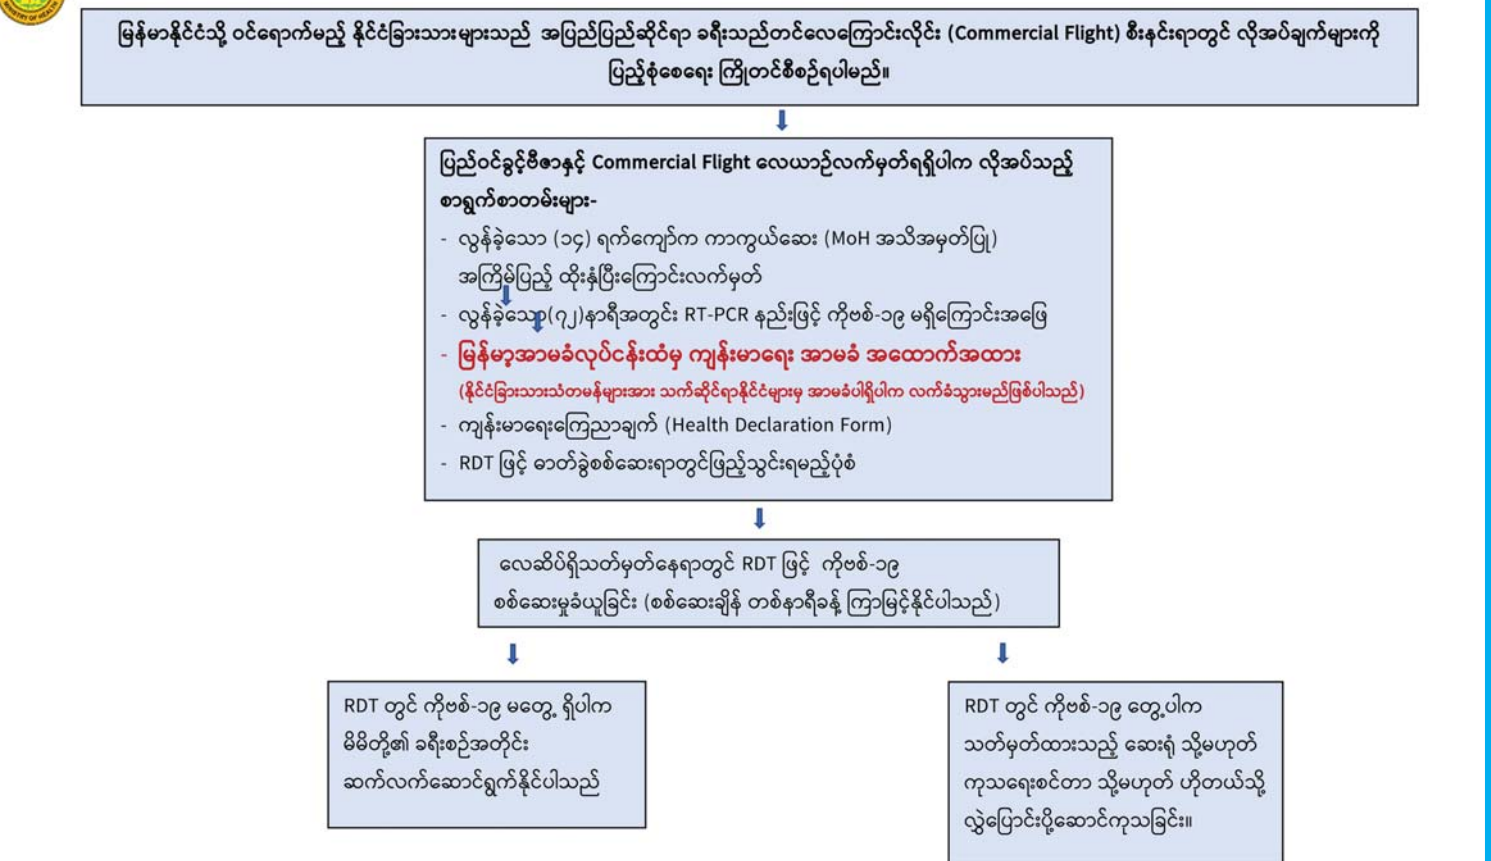 MINISTRY OF HEALTH
မြန်မာနိုင်ငံသို့ ဝင်ရောက်မည့် နိုင်ငံခြားသားများသည် အပြည်ပြည်ဆိုင်ရာ ခရီးသည်တင်လေကြောင်းလိုင်း (Commercial Flight) စီးနင်းရာတွင် လိုအပ်ချက်များကို
ပြည့်စုံစေရေး ကြိုတင်စီစဉ်ရပါမည်။
ပြည်ဝင်ခွင့်ဗီဇာနှင့် Commercial Flight လေယာဉ်လက်မှတ်ရရှိပါက လိုအပ်သည့်
စာရွက်စာတမ်းများ-
- လွန်ခဲ့သော (၁၄) ရက်ကျော်က ကာကွယ်ဆေး (MoH အသိအမှတ်ပြု)
အကြိမ်ပြည့် ထိုးနှံပြီးကြောင်းလက်မှတ်
- လွန်ခဲ့သော(၇၂)နာရီအတွင်း RT-PCR နည်းဖြင့် ကိုဗစ်-၁၉ မရှိကြောင်းအဖြေ
- မြန်မာ့အာမခံလုပ်ငန်းထံမှ ကျန်းမာရေး အာမခံ အထောက်အထား
(နိုင်ငံခြားသားသံတမန်များအား သက်ဆိုင်ရာနိုင်ငံများမှ အာမခံပါရှိပါက လက်ခံသွားမည်ဖြစ်ပါသည်)
- ကျန်းမာရေးကြေညာချက် (Health Declaration Form)
- RDT ဖြင့် ဓာတ်ခွဲစစ်ဆေးရာတွင်ဖြည့်သွင်းရမည့်ပုံစံ
လေဆိပ်ရှိသတ်မှတ်နေရာတွင် RDT ဖြင့် ကိုဗစ်-၁၉
စစ်ဆေးမှုခံယူခြင်း (စစ်ဆေးချိန် တစ်နာရီခန့် ကြာမြင့်နိုင်ပါသည်)
RDT တွင် ကိုဗစ်-၁၉ မတွေ့ ရှိပါက
မိမိတို့၏ ခရီးစဉ်အတိုင်း
ဆက်လက်ဆောင်ရွက်နိုင်ပါသည်
RDT တွင် ကိုဗစ်-၁၉ တွေ့ပါက
သတ်မှတ်ထားသည့် ဆေးရုံ သို့မဟုတ်
ကုသရေးစင်တာ သို့မဟုတ် ဟိုတယ်သို့
လွှဲပြောင်းပို့ဆောင်ကုသခြင်း။